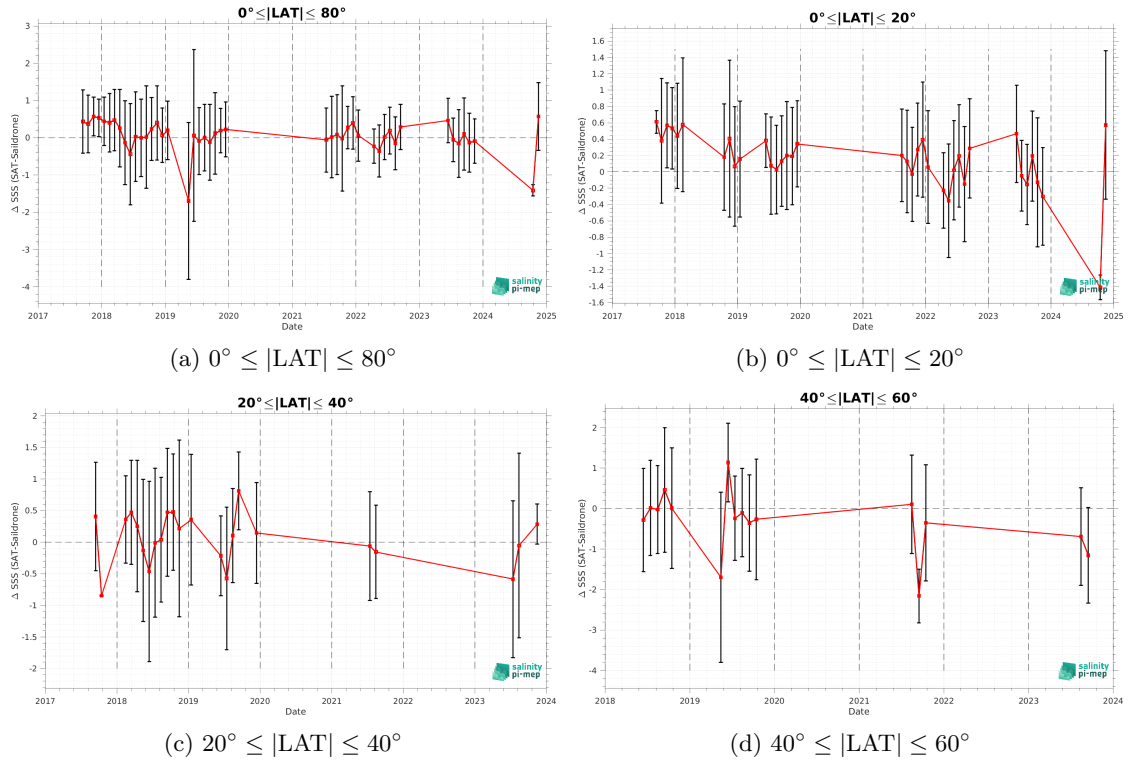 0°≤|LAT|≤ 80°
3
2
1
0
-1
-2
-3
-4
Δ SSS (SAT-Saildrone)
2017 2018 2019 2020 2021 2022 2023 2024 2025
Date
salinity
pi-mep
(a) 0° ≤ |LAT| ≤ 80°
0°≤|LAT|≤ 20°
1.6
1.4
1.2
1
0.8
0.6
0.4
0.2
0
-0.2
-0.4
-0.6
-0.8
-1
-1.2
-1.4
-1.6
Δ SSS (SAT-Saildrone)
2017 2018 2019 2020 2021 2022 2023 2024 2025
Date
salinity
pi-mep
(b) 0° ≤ |LAT| ≤ 20°
20°≤|LAT|≤ 40°
2
1.5
1
0.5
0
-0.5
-1
-1.5
-2
Δ SSS (SAT-Saildrone)
2017 2018 2019 2020 2021 2022 2023 2024
Date
salinity
pi-mep
(c) 20° ≤ |LAT| ≤ 40°
40°≤|LAT|≤ 60°
2
1
0
-1
-2
-3
-4
Δ SSS (SAT-Saildrone)
2018 2019 2020 2021 2022 2023 2024
Date
salinity
pi-mep
(d) 40° ≤ |LAT| ≤ 60°